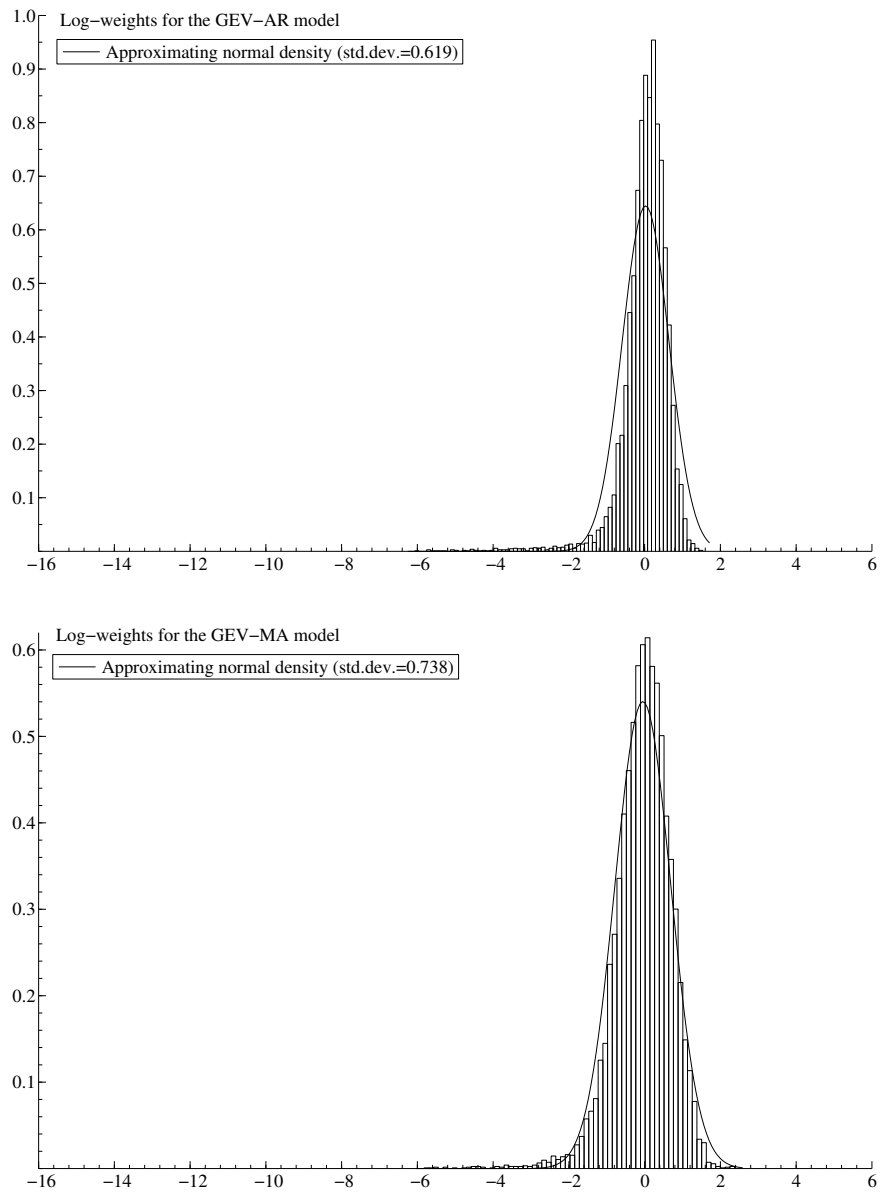 Log−weights for the GEV−AR model
Approximating normal density (std.dev.=0.619)
1.0
0.9
0.8
0.7
0.6
0.5
0.4
0.3
0.2
0.1
−16 −14 −12 −10 −8 −6 −4 −2 0 2 4 6
Log−weights for the GEV−MA model
Approximating normal density (std.dev.=0.738)
0.6
0.5
0.4
0.3
0.2
0.1
−16 −14 −12 −10 −8 −6 −4 −2 0 2 4 6